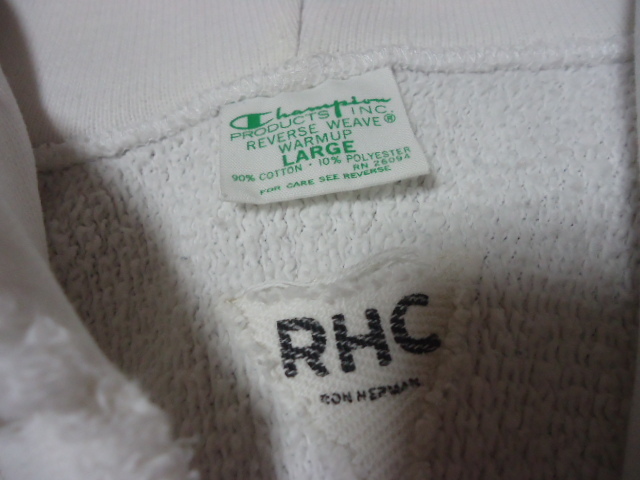 Champion
PRODUCTS INC.
REVERSE WEAVE®
WARMUP
LARGE
90% COTTON · 10% POLYESTER
RN 26094
FOR CARE SEE REVERSE
RHC
RON HERMAN